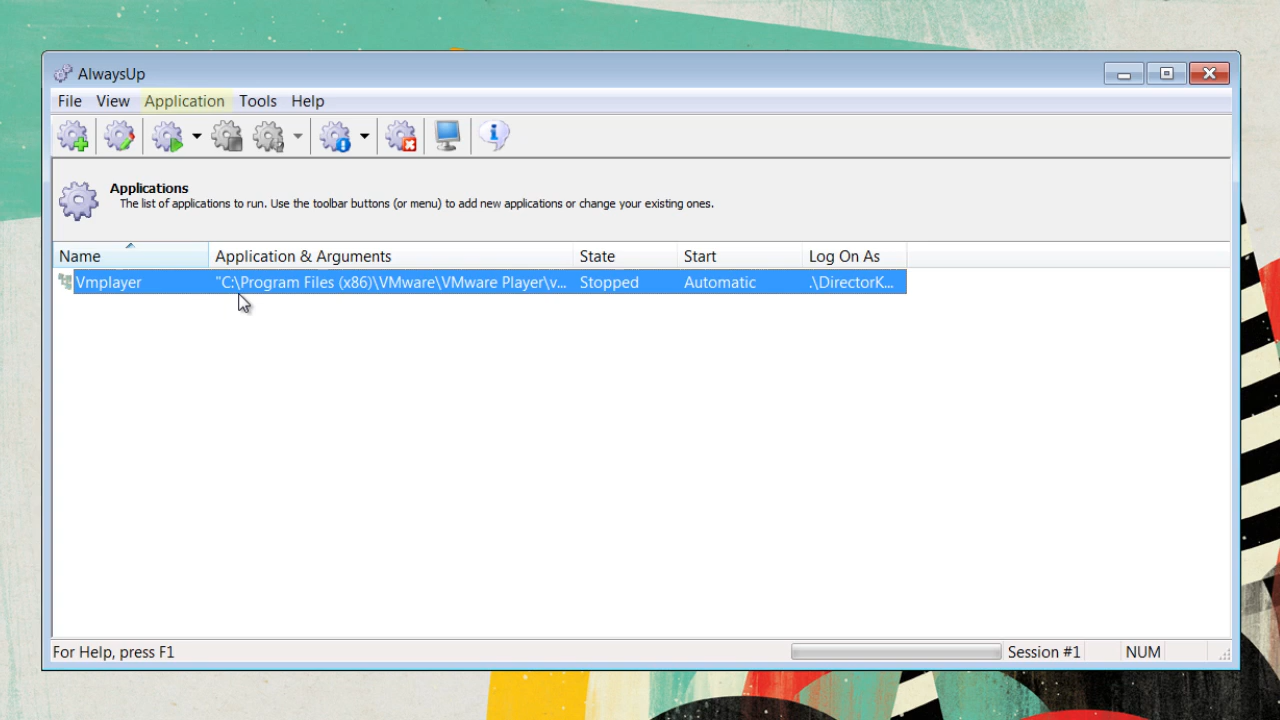 AlwaysUp
File View Application Tools Help
Applications
The list of applications to run. Use the toolbar buttons (or menu) to add new applications or change your existing ones.
Name Application & Arguments State Start Log On As
Vmplayer "C:\Program Files (x86)\VMware\VMware Player\v... Stopped Automatic .\DirectorK...
For Help, press F1 Session #1 NUM